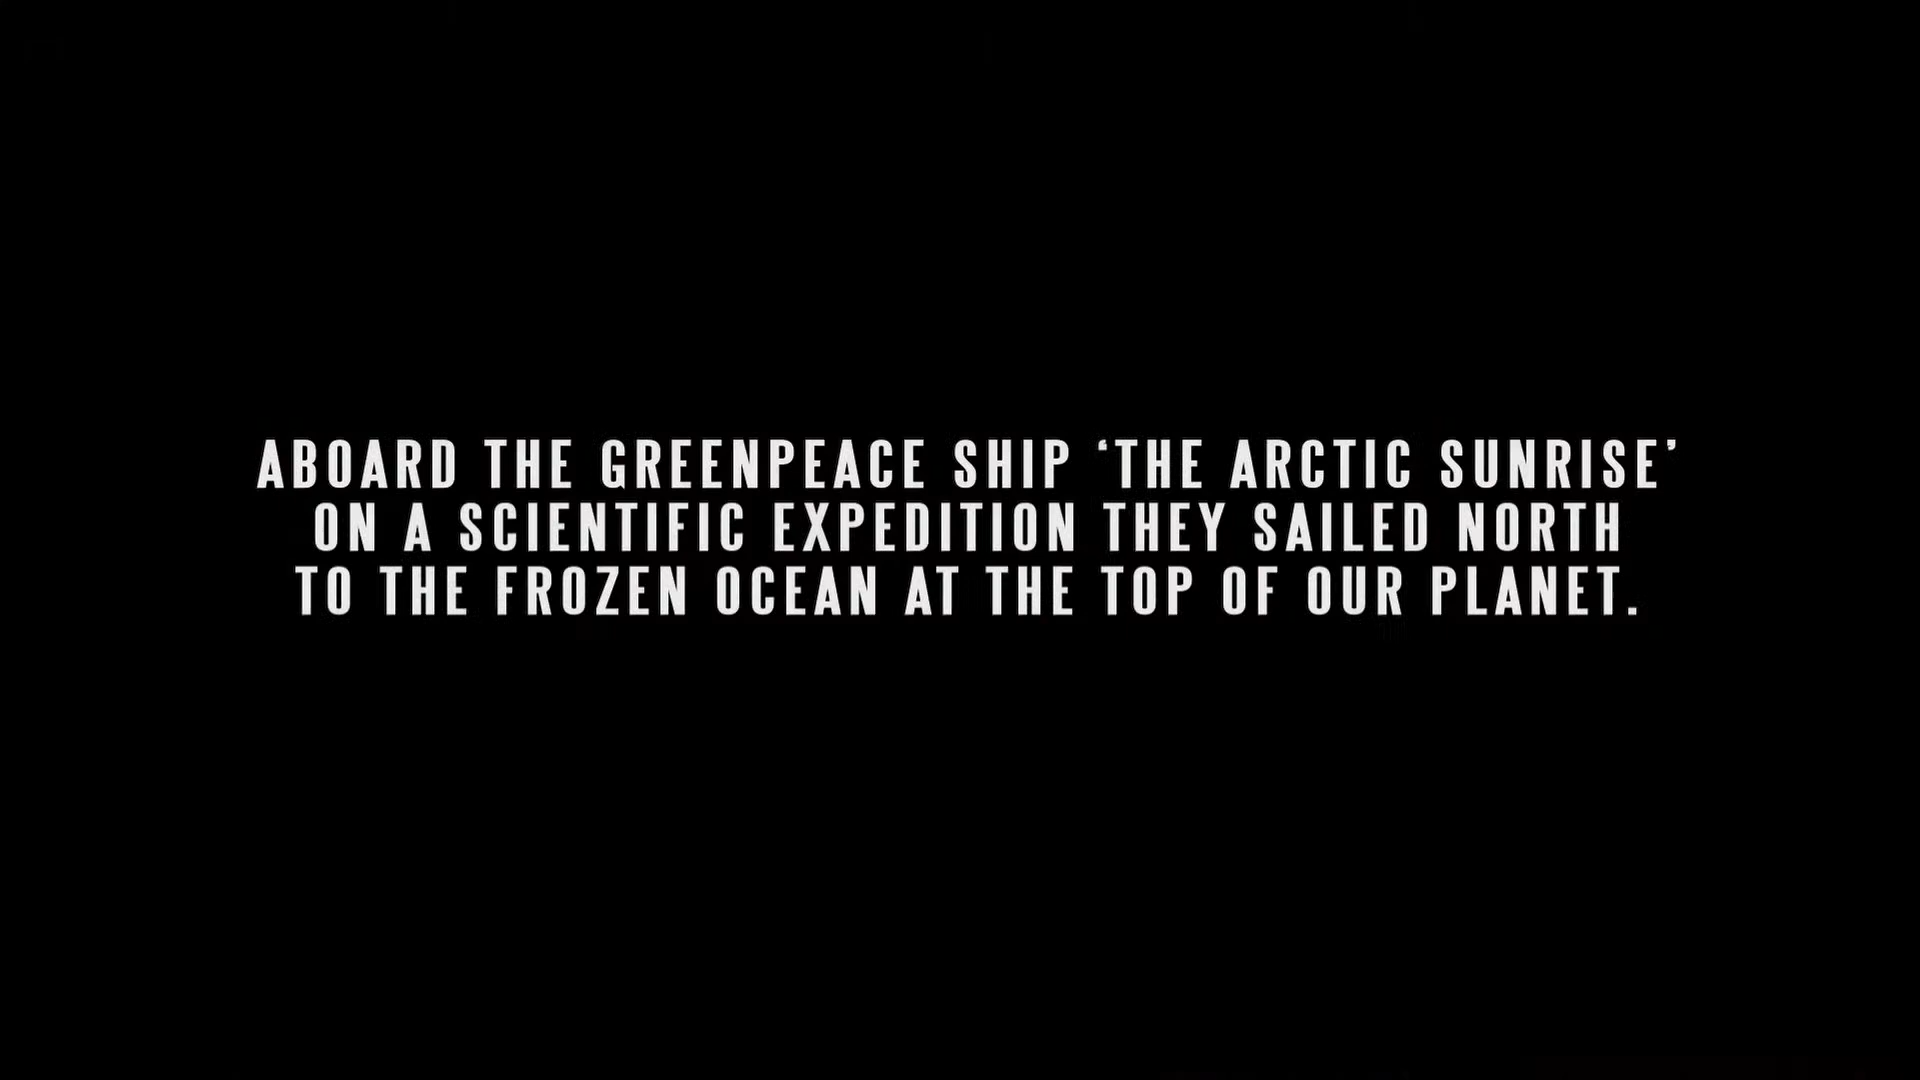 ABOARD THE GREENPEACE SHIP ‘THE ARCTIC SUNRISE’
ON A SCIENTIFIC EXPEDITION THEY SAILED NORTH
TO THE FROZEN OCEAN AT THE TOP OF OUR PLANET.